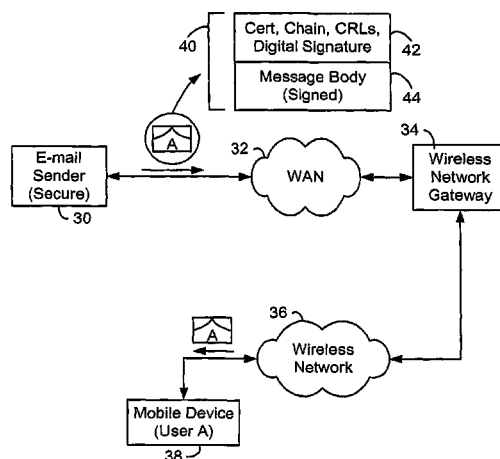 40
Cert, Chain, CRLs,
Digital Signature
42
Message Body
(Signed)
44
A
E-mail
Sender
(Secure)
30
32
WAN
34
Wireless
Network
Gateway
A
36
Wireless
Network
Mobile Device
(User A)
38